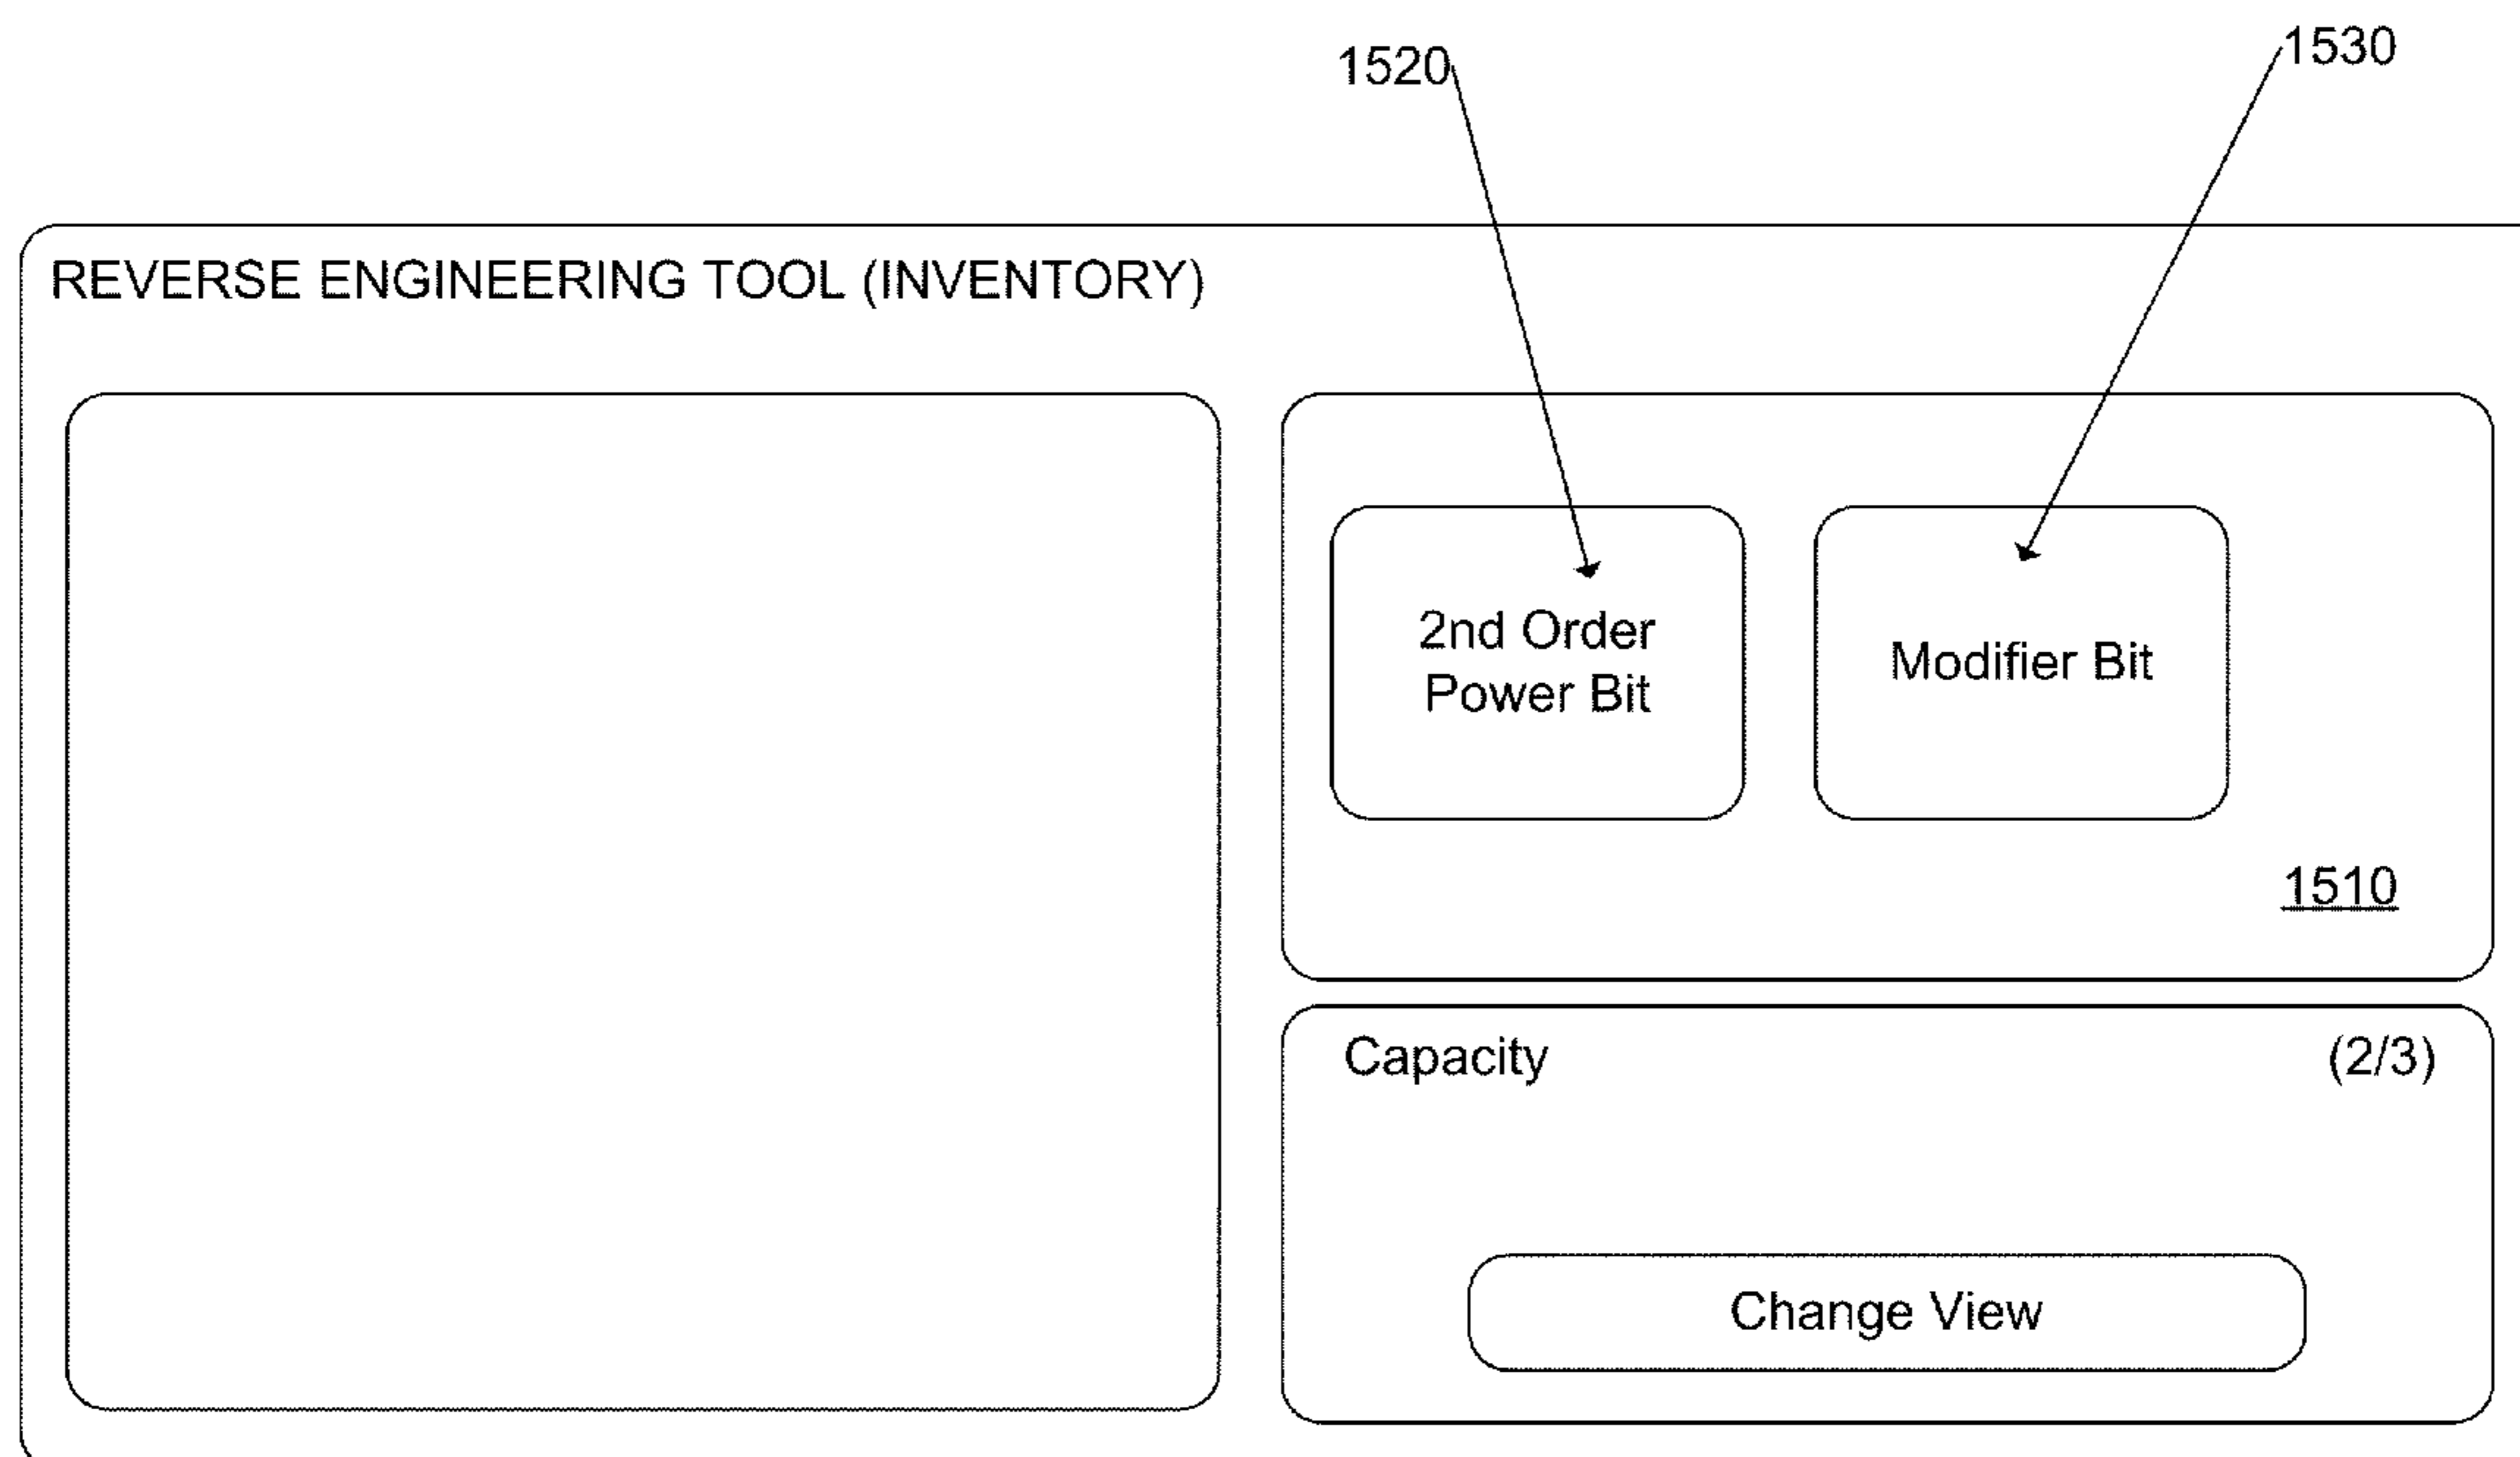 1520
1530
REVERSE ENGINEERING TOOL (INVENTORY)
2nd Order
Power Bit
Modifier Bit
1510
Capacity (2/3)
Change View